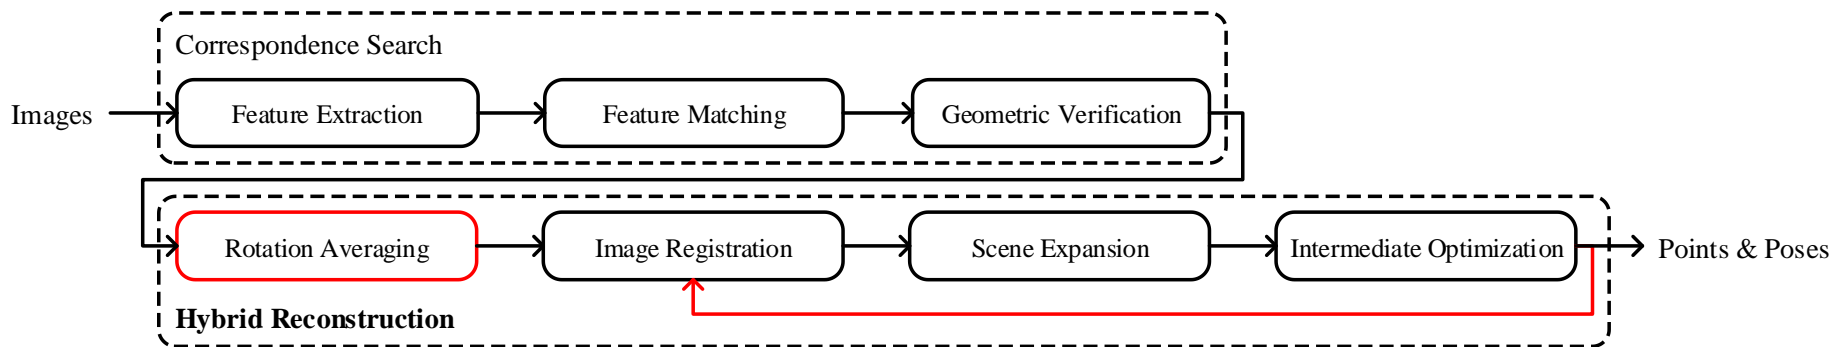 Correspondence Search
Images
Feature Extraction
Feature Matching
Geometric Verification
Rotation Averaging
Image Registration
Scene Expansion
Intermediate Optimization
Points & Poses
Hybrid Reconstruction